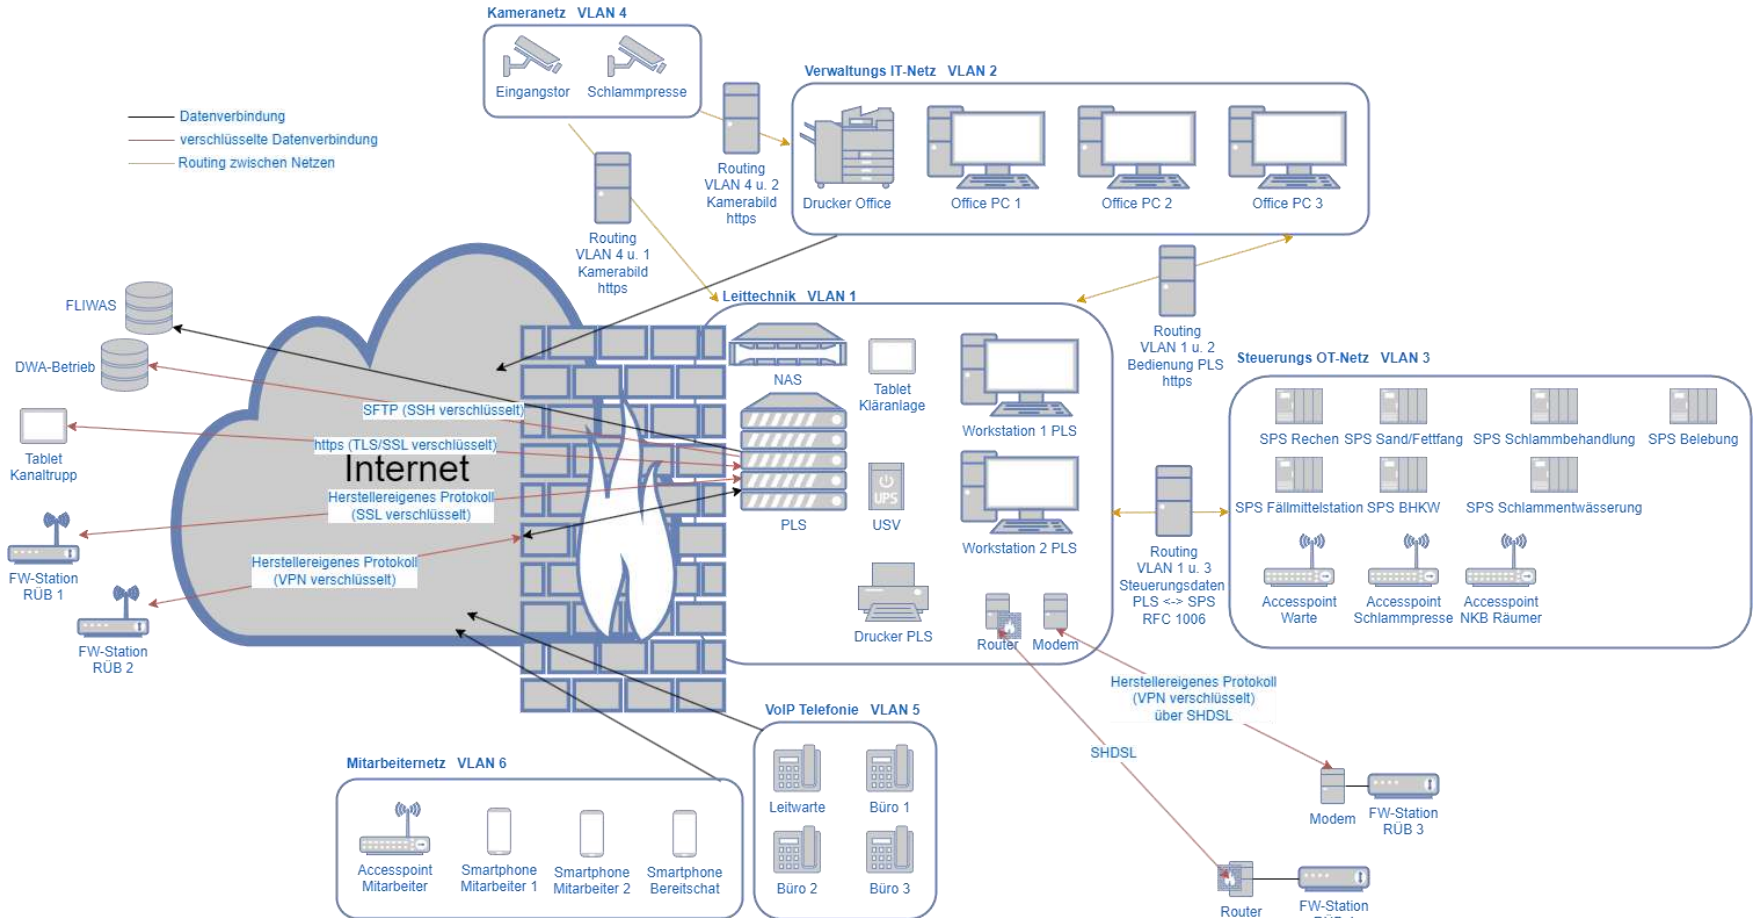 Kameranetz VLAN 4
Eingangstor
Schlammpresse
Verwaltungs IT-Netz VLAN 2
Drucker Office
Office PC 1
Office PC 2
Office PC 3
Datenverbindung
verschlüsselte Datenverbindung
Routing zwischen Netzen
Routing
VLAN 4 u. 2
Kamerabild
https
Routing
VLAN 4 u. 1
Kamerabild
https
Routing
VLAN 1 u. 2
Bedienung PLS
https
FLIWAS
DWA-Betrieb
Tablet
Kanaltrupp
FW-Station
RÜB 1
FW-Station
RÜB 2
SFTP (SSH verschlüsselt)
https (TLS/SSL verschlüsselt)
Internet
Herstellereigenes Protokoll
(SSL verschlüsselt)
Herstellereigenes Protokoll
(VPN verschlüsselt)
Leittechnik VLAN 1
NAS
Tablet
Kläranlage
Workstation 1 PLS
PLS
UPS
USV
Workstation 2 PLS
Drucker PLS
Router
Modem
Routing
VLAN 1 u. 3
Steuerungsdaten
PLS <-> SPS
RFC 1006
Steuerungs OT-Netz VLAN 3
SPS Rechen
SPS Sand/Fettfang
SPS Schlammbehandlung
SPS Belebung
SPS Fällmittelstation
SPS BHKW
SPS Schlammentwässerung
Accesspoint
Warte
Accesspoint
Schlammpresse
Accesspoint
NKB Räumer
Herstellereigenes Protokoll
(VPN verschlüsselt)
über SHDSL
SHDSL
Modem
FW-Station
RÜB 3
Router
FW-Station
VoIP Telefonie VLAN 5
Leitwarte
Büro 1
Büro 2
Büro 3
Mitarbeiternetz VLAN 6
Accesspoint
Mitarbeiter
Smartphone
Mitarbeiter 1
Smartphone
Mitarbeiter 2
Smartphone
Bereitschat